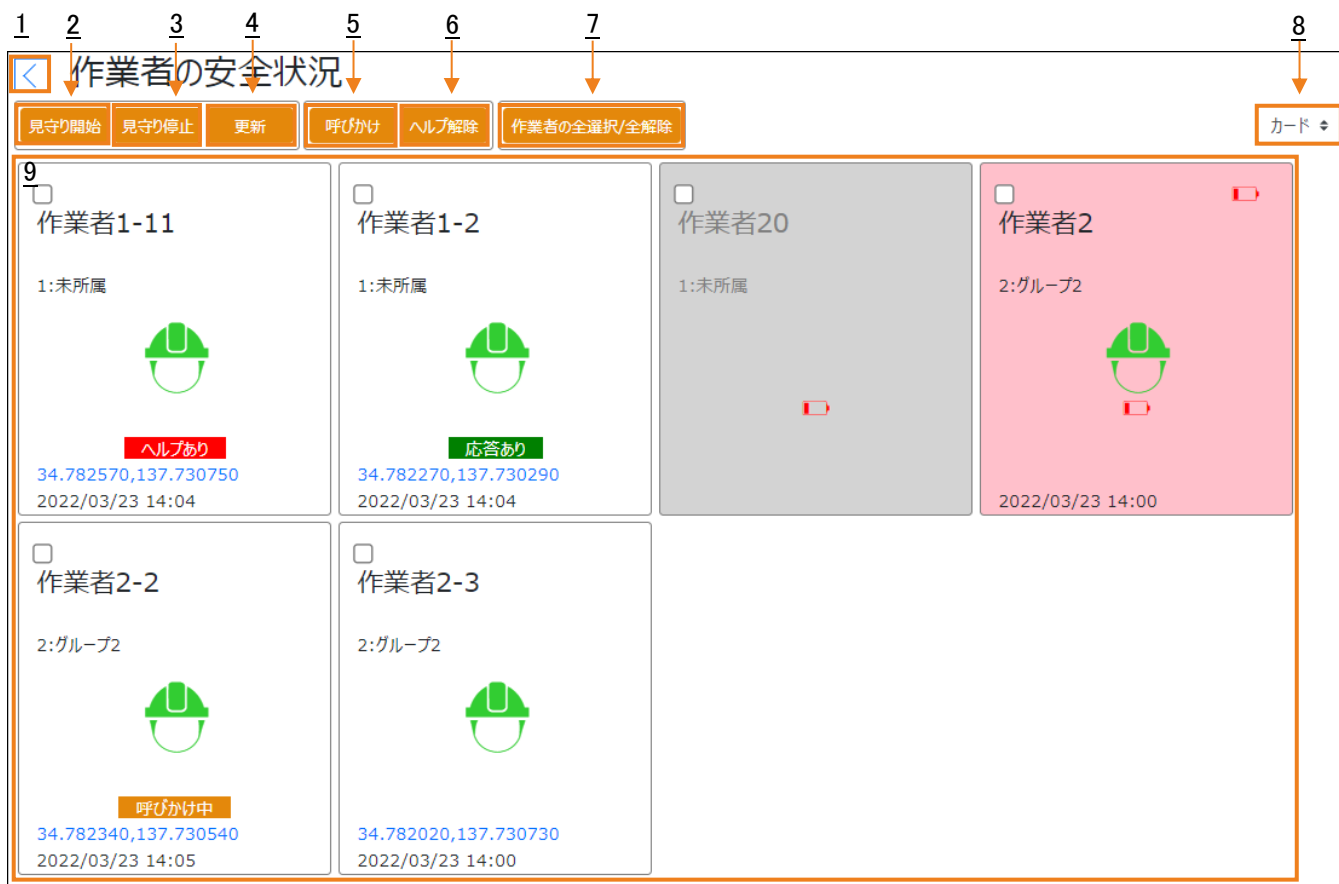 1 2 3 4 5 6 7 8
作業者の安全状況
見守り開始 見守り停止 更新 呼びかけ ヘルプ解除 作業者の全選択/全解除 カード
9
作業者1-11 作業者1-2 作業者20 作業者2
1:未所属 1:未所属 1:未所属 2:グループ2
ヘルプあり 応答あり
34.782570,137.730750 34.782270,137.730290
2022/03/23 14:04 2022/03/23 14:04 2022/03/23 14:00
作業者2-2 作業者2-3
2:グループ2 2:グループ2
呼びかけ中
34.782340,137.730540 34.782020,137.730730
2022/03/23 14:05 2022/03/23 14:00